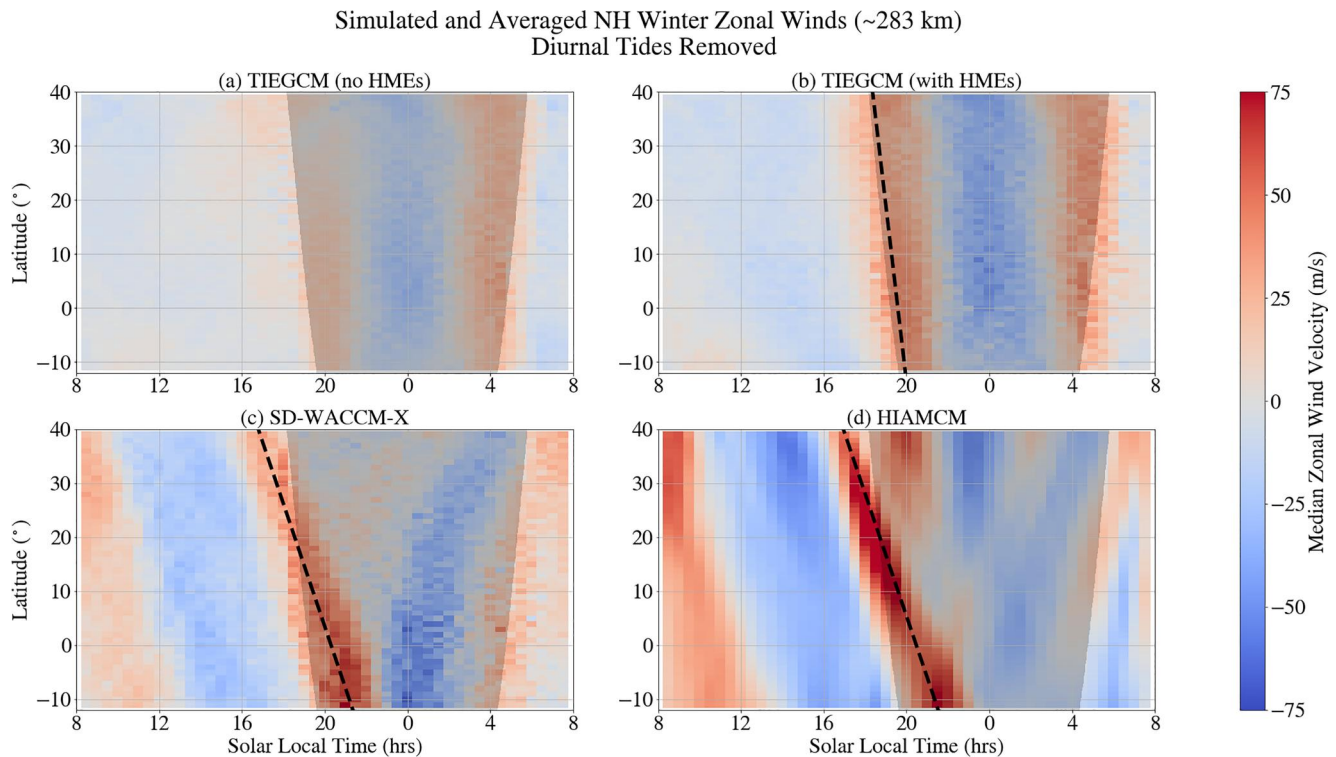 Simulated and Averaged NH Winter Zonal Winds (~283 km)
Diurnal Tides Removed
(a) TIEGCM (no HMEs)
(b) TIEGCM (with HMEs)
40
30
20
10
0
−10
Latitude (°)
8 12 16 20 0 4 8
40
30
20
10
0
−10
8 12 16 20 0 4 8
(c) SD-WACCM-X
(d) HIAMCM
40
30
20
10
0
−10
Latitude (°)
8 12 16 20 0 4 8
Solar Local Time (hrs)
40
30
20
10
0
−10
8 12 16 20 0 4 8
Solar Local Time (hrs)
75
50
25
0
−25
−50
−75
Median Zonal Wind Velocity (m/s)